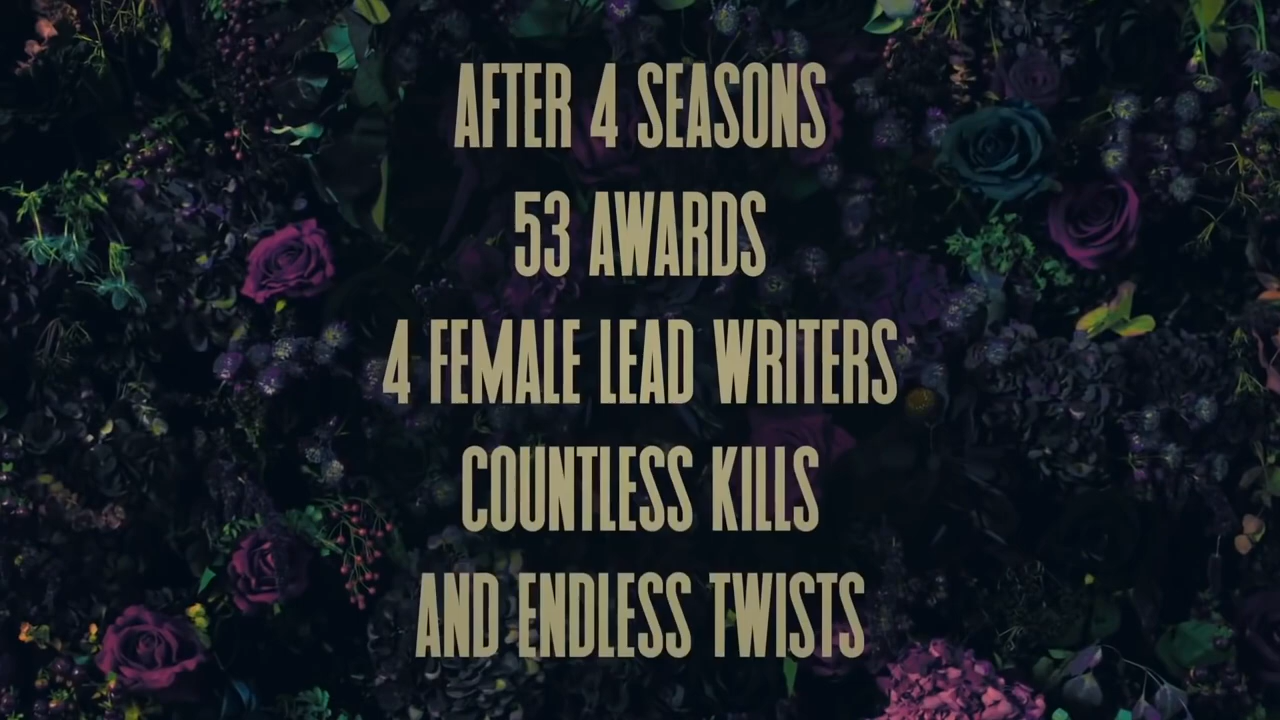 AFTER 4 SEASONS
53 AWARDS
4 FEMALE LEAD WRITERS
COUNTLESS KILLS
AND ENDLESS TWISTS